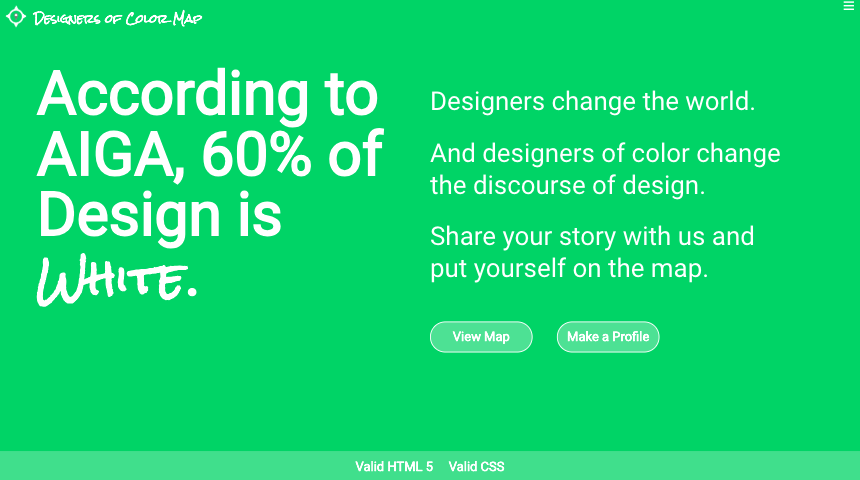 Designers of Color Map
According to
AIGA, 60% of
Design is
White.
Designers change the world.
And designers of color change
the discourse of design.
Share your story with us and
put yourself on the map.
View Map
Make a Profile
Valid HTML 5
Valid CSS